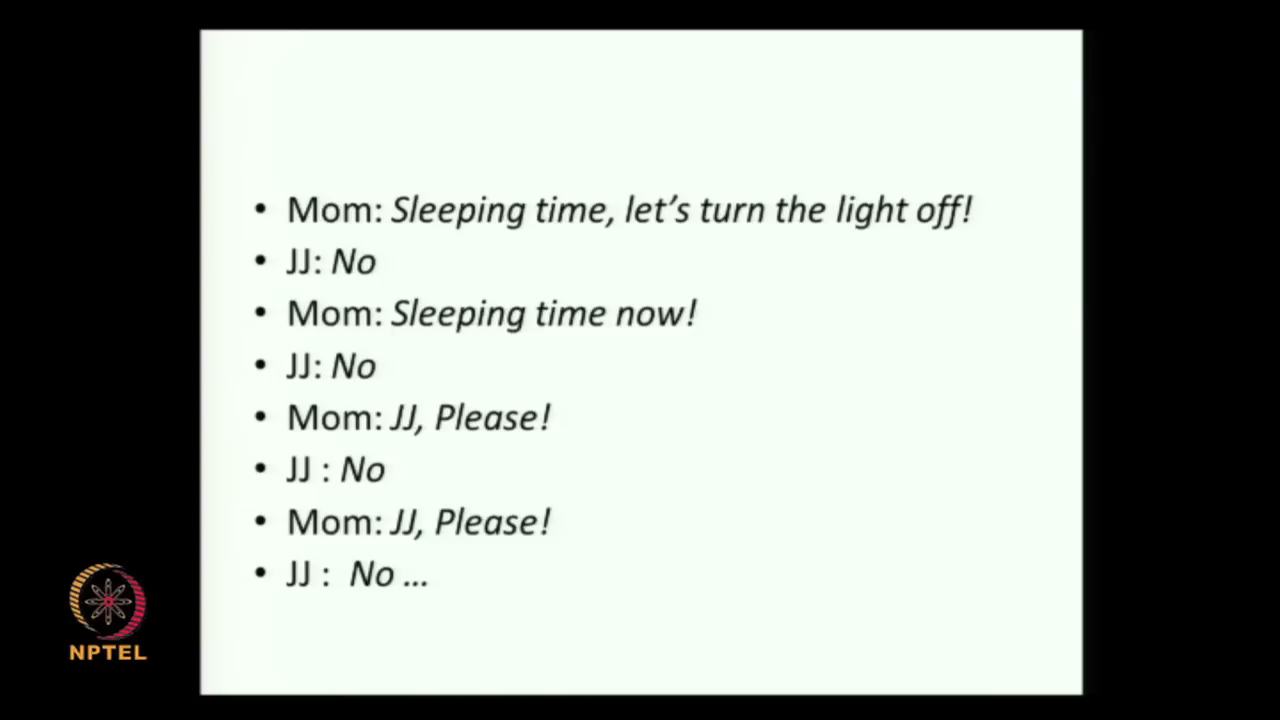 • Mom: Sleeping time, let's turn the light off!
• JJ: No
• Mom: Sleeping time now!
• JJ: No
• Mom: JJ, Please!
• JJ : No
• Mom: JJ, Please!
• JJ :  No ...
NPTEL